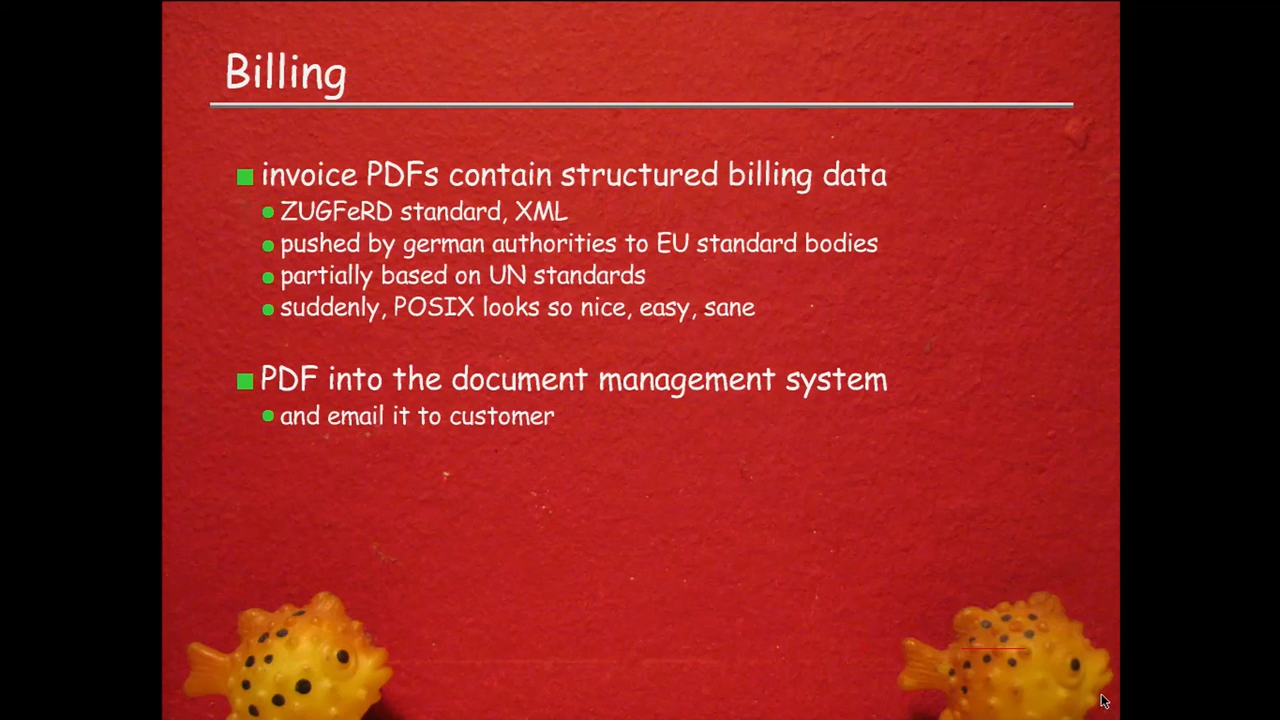 Billing
invoice PDFs contain structured billing data
ZUGFeRD standard, XML
pushed by german authorities to EU standard bodies
partially based on UN standards
suddenly, POSIX looks so nice, easy, sane
PDF into the document management system
and email it to customer